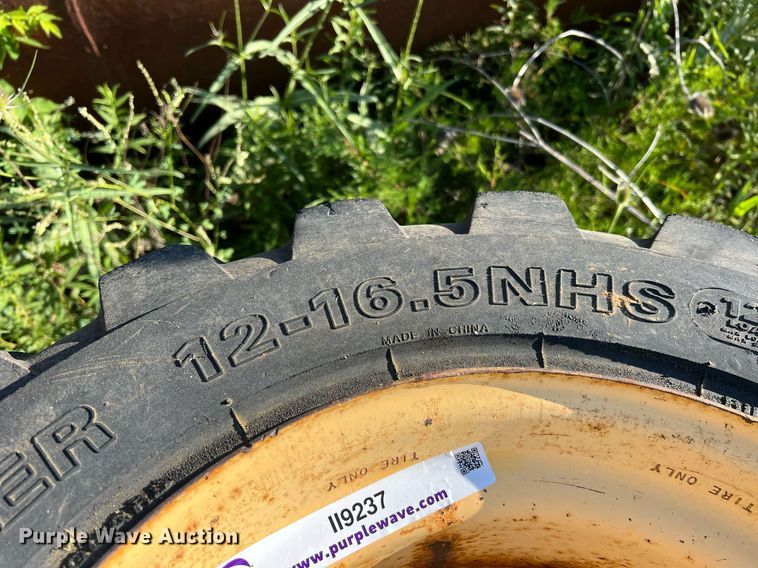 12-16.5NHS
MADE IN CHINA
ER
TIRE ONLY
TIRE ONLY
II9237
www.purplewave.com
Purple Wave Auction